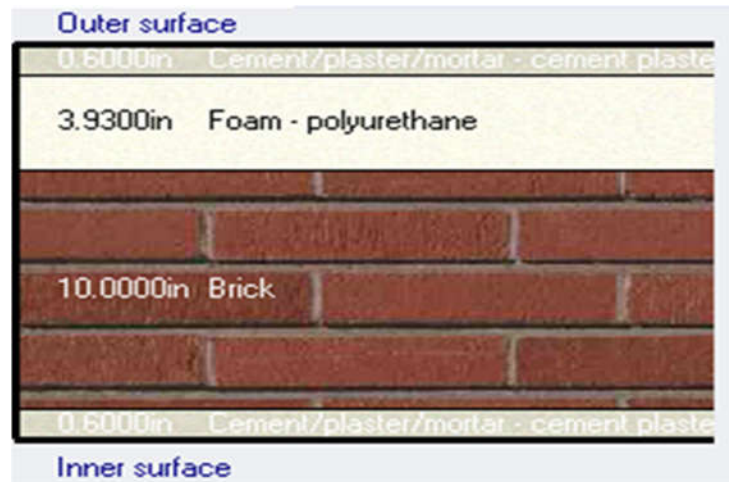 Outer surface
0.6000in Cement/plaster/mortar - cement plaste
3.9300in Foam - polyurethane
10.0000in Brick
0.6000in Cement/plaster/mortar - cement plaste
Inner surface